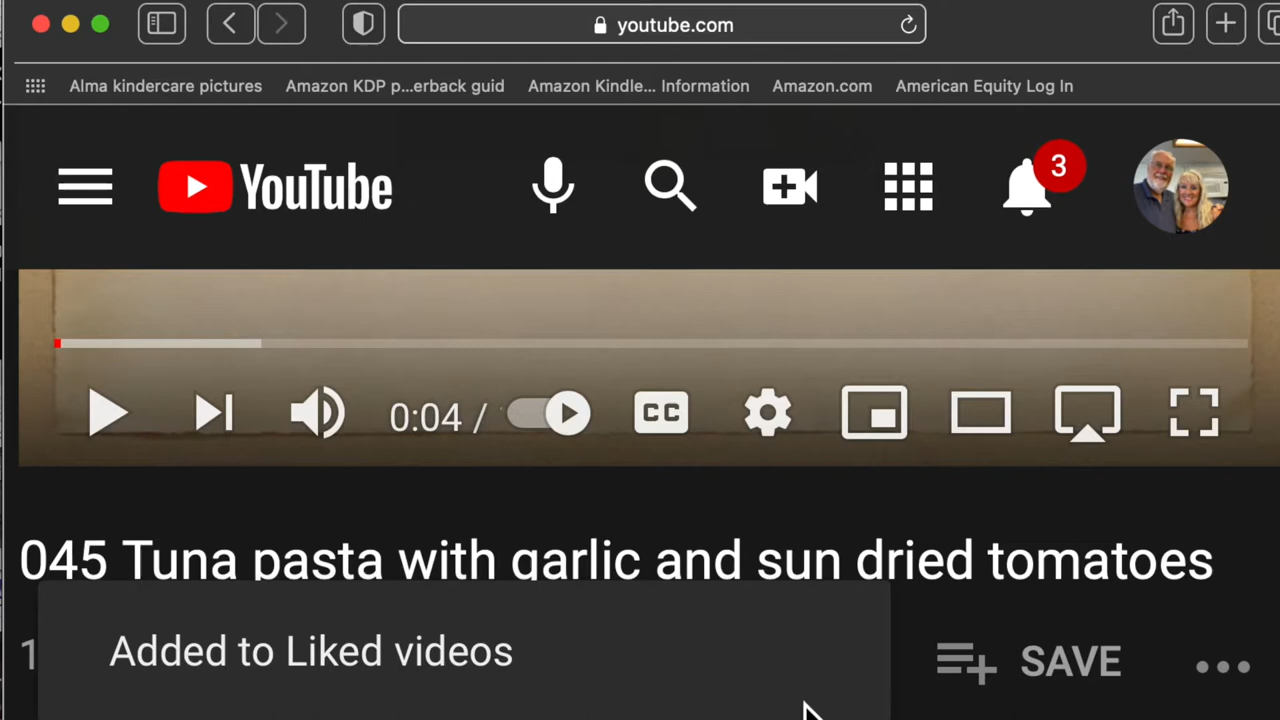 youtube.com
Alma kindercare pictures Amazon KDP p...erback guid Amazon Kindle... Information Amazon.com American Equity Log In
YouTube 3
0:04 / CC
045 Tuna pasta with garlic and sun dried tomatoes
1 SAVE
Added to Liked videos